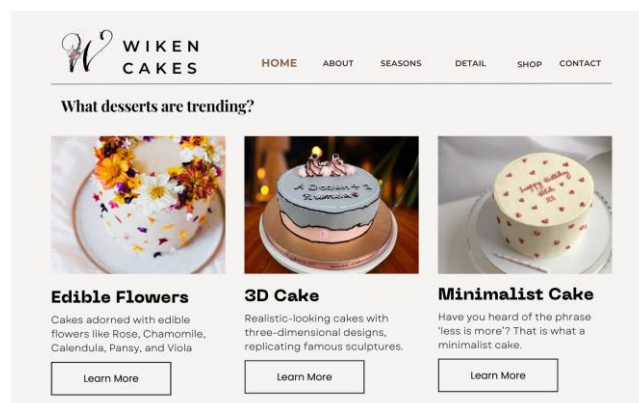 W WIKEN
CAKES
HOME ABOUT SEASONS DETAIL SHOP CONTACT
What desserts are trending?
Edible Flowers
Cakes adorned with edible
flowers like Rose, Chamomile,
Calendula, Pansy, and Viola
Learn More
3D Cake
Realistic-looking cakes with
three-dimensional designs,
replicating famous sculptures.
Learn More
Happy Birthday
Minimalist Cake
Have you heard of the phrase
‘less is more’? That is what a
minimalist cake.
Learn More